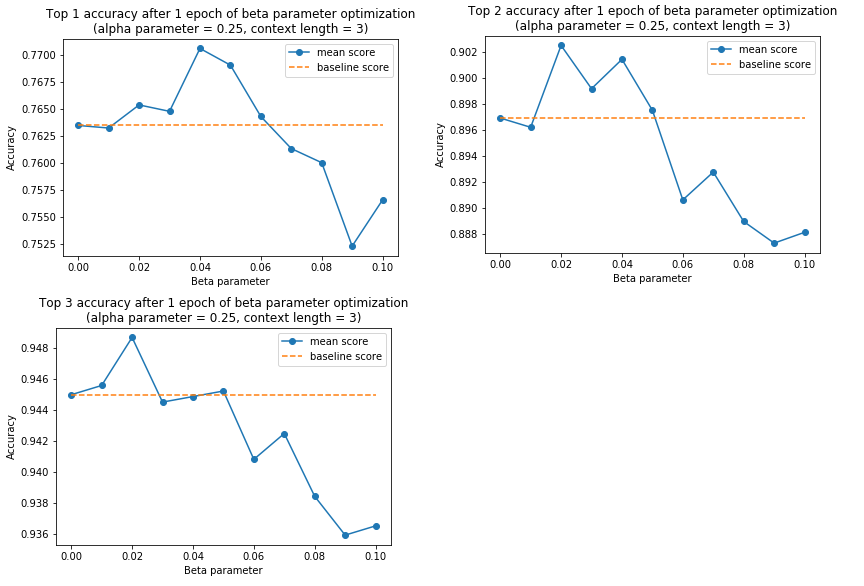 Top 1 accuracy after 1 epoch of beta parameter optimization
(alpha parameter = 0.25, context length = 3)
mean score
baseline score
Accuracy
0.7700
0.7675
0.7650
0.7625
0.7600
0.7575
0.7550
0.7525
0.00 0.02 0.04 0.06 0.08 0.10
Beta parameter
Top 2 accuracy after 1 epoch of beta parameter optimization
(alpha parameter = 0.25, context length = 3)
mean score
baseline score
Accuracy
0.902
0.900
0.898
0.896
0.894
0.892
0.890
0.888
0.00 0.02 0.04 0.06 0.08 0.10
Beta parameter
Top 3 accuracy after 1 epoch of beta parameter optimization
(alpha parameter = 0.25, context length = 3)
mean score
baseline score
Accuracy
0.948
0.946
0.944
0.942
0.940
0.938
0.936
0.00 0.02 0.04 0.06 0.08 0.10
Beta parameter